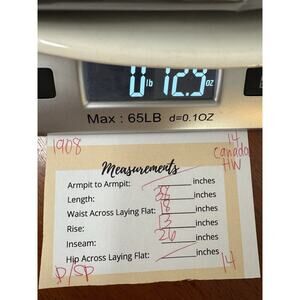 0 lb 12.9 oz
Max : 65LB d=0.1OZ
1908
14
Canada
HW
Measurements
Armpit to Armpit: inches
Length: 38 inches
Waist Across Laying Flat: 18 inches
Rise: 13 inches
Inseam: 26 inches
Hip Across Laying Flat: inches
P/SP
14